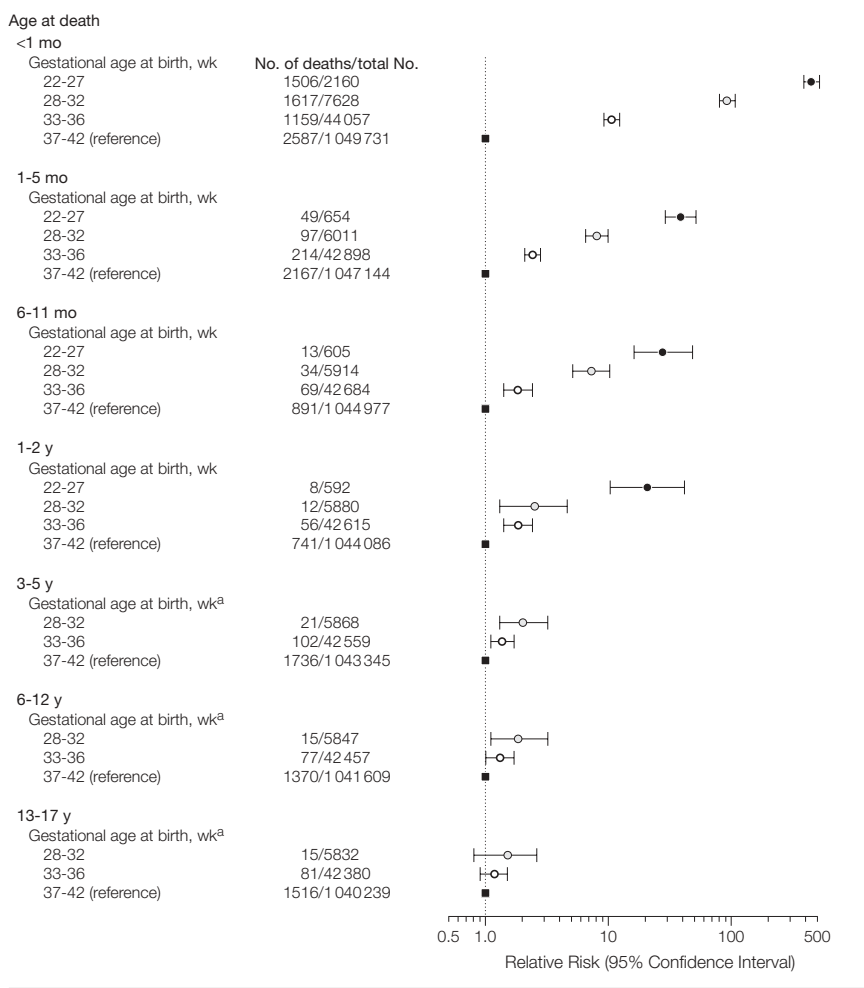 Age at death
<1 mo
Gestational age at birth, wk No. of deaths/total No.
22-27 1506/2160
28-32 1617/7628
33-36 1159/44 057
37-42 (reference) 2587/1 049 731
1-5 mo
Gestational age at birth, wk
22-27 49/654
28-32 97/6011
33-36 214/42 898
37-42 (reference) 2167/1 047 144
6-11 mo
Gestational age at birth, wk
22-27 13/605
28-32 34/5914
33-36 69/42 684
37-42 (reference) 891/1 044 977
1-2 y
Gestational age at birth, wk
22-27 8/592
28-32 12/5880
33-36 56/42 615
37-42 (reference) 741/1 044 086
3-5 y
Gestational age at birth, wkª
28-32 21/5868
33-36 102/42 559
37-42 (reference) 1736/1 043 345
6-12 y
Gestational age at birth, wkª
28-32 15/5847
33-36 77/42 457
37-42 (reference) 1370/1 041 609
13-17 y
Gestational age at birth, wkª
28-32 15/5832
33-36 81/42 380
37-42 (reference) 1516/1 040 239
0.5 1.0 10 100 500
Relative Risk (95% Confidence Interval)